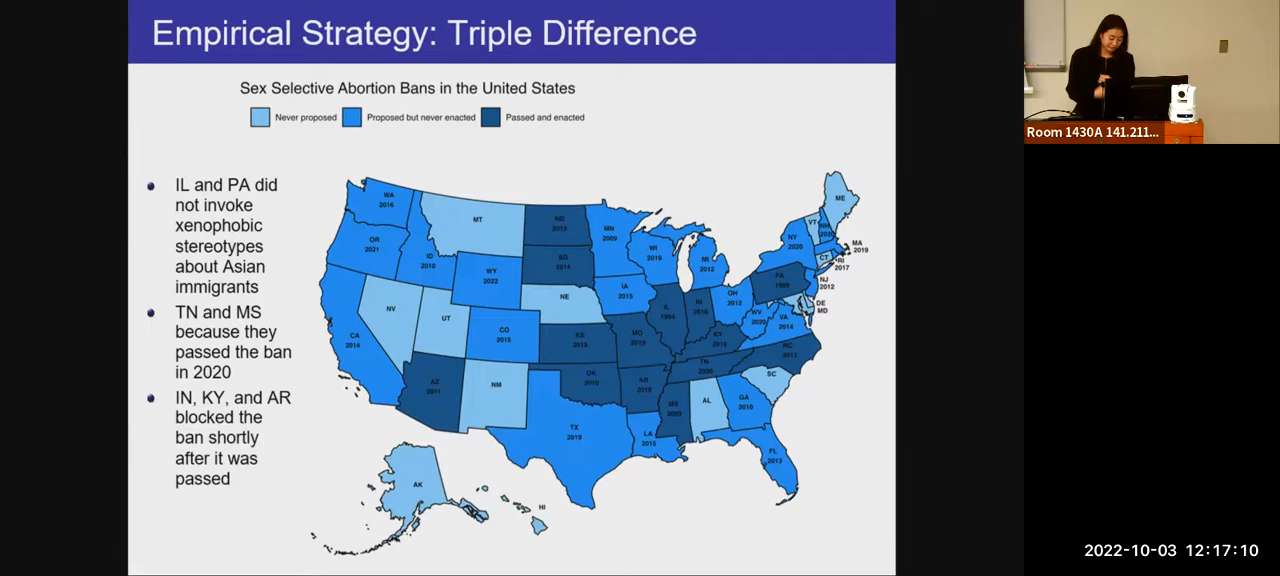 Empirical Strategy: Triple Difference
Sex Selective Abortion Bans in the United States
Never proposed
Proposed but never enacted
Passed and enacted
IL and PA did
not invoke
xenophobic
stereotypes
about Asian
immigrants
TN and MS
because they
passed the ban
in 2020
IN, KY, and AR
blocked the
ban shortly
after it was
passed
WA
2016
OR
2021
CA
2014
ID
2010
NV
MT
WY
2022
UT
CO
2015
AZ
2011
NM
ND
2013
SD
2014
NE
KS
2013
OK
2010
TX
2019
MN
2009
IA
2015
MO
2019
AR
LA
2015
WI
2019
IL
MI
2012
IN
2016
OH
2012
KY
2019
TN
2020
MS
2020
AL
GA
2010
FL
2013
SC
NC
2013
VA
2014
WV
2020
PA
NY
2020
VT
NH
ME
MA
2019
RI
2017
CT
NJ
2012
DE
MD
AK
HI
Room 1430A 141.211...
2022-10-03 12:17:10